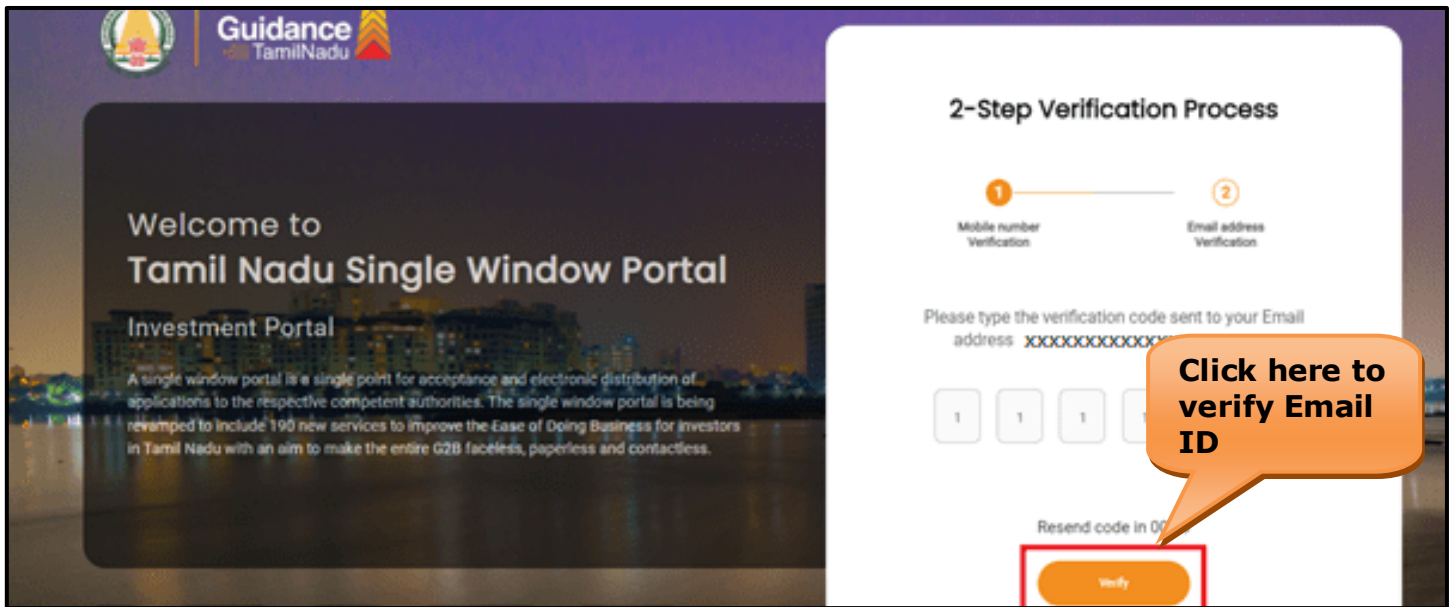 Guidance
TamilNadu
Welcome to
Tamil Nadu Single Window Portal
Investment Portal
A single window portal is a single point for acceptance and electronic distribution of
applications to the respective competent authorities. The single window portal is being
revamped to include 190 new services to improve the Ease of Doing Business for investors
in Tamil Nadu with an aim to make the entire G2B faceless, paperless and contactless.
2-Step Verification Process
1
2
Mobile number
Verification
Email address
Verification
Please type the verification code sent to your Email
address XXXXXXXXXXXXX
1 1 1 1
Click here to
verify Email
ID
Resend code in
Verify